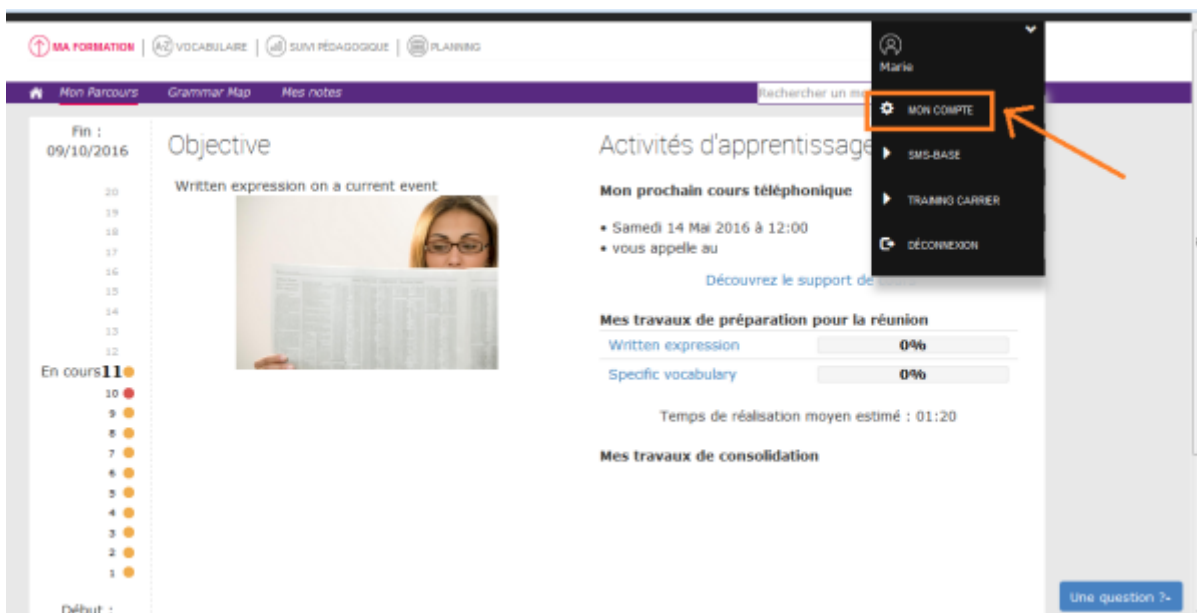 MA FORMATION | A-Z VOCABULAIRE | SUIVI PÉDAGOGIQUE | PLANNING
Marie
Mon Parcours Grammar Map Mes notes
Rechercher un
MON COMPTE
SMS-BASE
TRAINING CARRIER
DÉCONNEXION
Fin :
09/10/2016
20
19
18
17
16
15
14
13
12
En cours 11
10
9
8
7
6
5
4
3
2
1
Début :
Objective
Written expression on a current event
Activités d'apprentissage
Mon prochain cours téléphonique
• Samedi 14 Mai 2016 à 12:00
• vous appelle au
Découvrez le support de
Mes travaux de préparation pour la réunion
Written expression 0%
Specific vocabulary 0%
Temps de réalisation moyen estimé : 01:20
Mes travaux de consolidation
Une question ?-